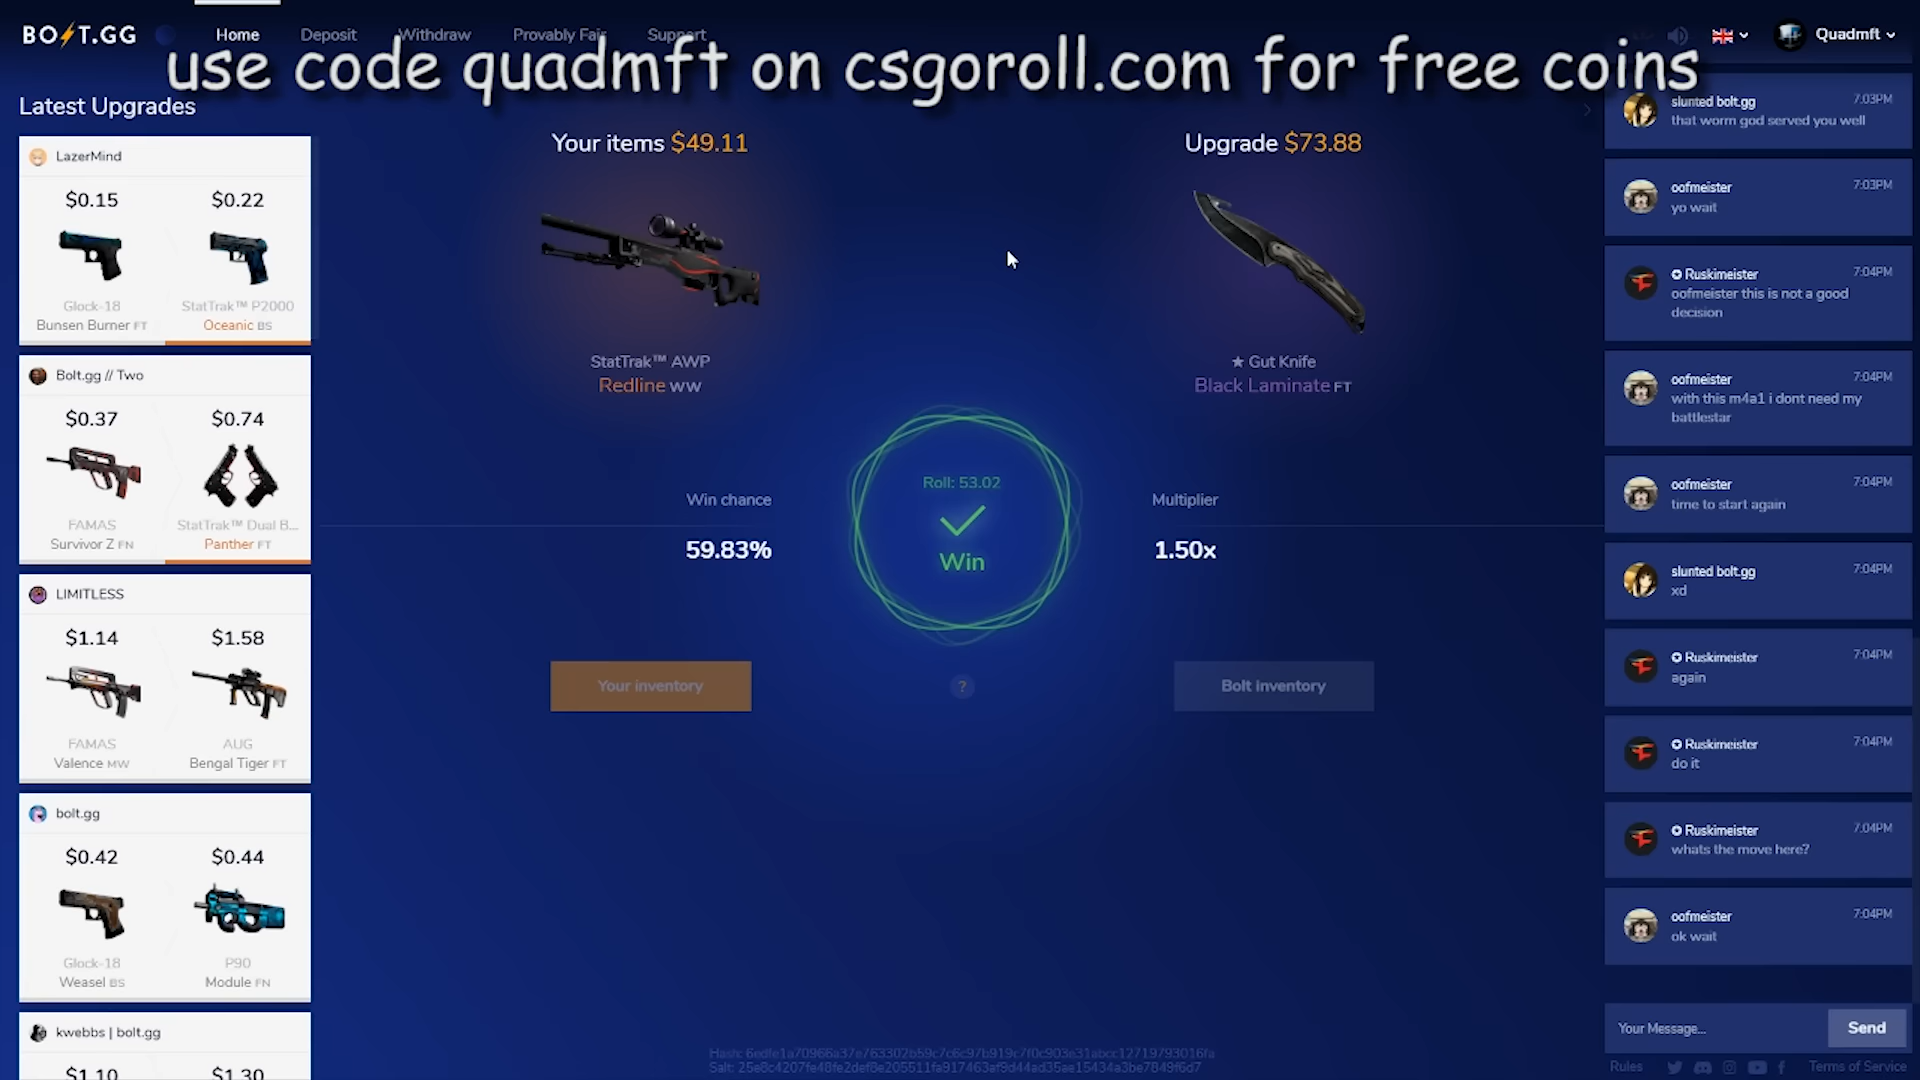 BOLT.GG
Home
Deposit
Withdraw
Provably Fair
Support
Quadmft
use code quadmft on csgoroll.com for free coins
Latest Upgrades
LazerMind
$0.15
$0.22
Glock-18
Bunsen Burner FT
StatTrak™ P2000
Oceanic BS
Bolt.gg // Two
$0.37
$0.74
FAMAS
Survivor Z FN
StatTrak™ Dual B...
Panther FT
LIMITLESS
$1.14
$1.58
FAMAS
Valence MW
AUG
Bengal Tiger FT
bolt.gg
$0.42
$0.44
Glock-18
Weasel BS
P90
Module FN
kwebbs | bolt.gg
$1.10
$1.30
Your items $49.11
StatTrak™ AWP
Redline WW
Upgrade $73.88
★ Gut Knife
Black Laminate FT
Win chance
59.83%
Roll: 53.02
Win
Multiplier
1.50x
Your inventory
?
Bolt inventory
slunted bolt.gg
7:03PM
that worm god served you well
oofmeister
7:03PM
yo wait
Ruskimeister
7:04PM
oofmeister this is not a good
decision
oofmeister
7:04PM
with this m4a1 i dont need my
battlestar
oofmeister
7:04PM
time to start again
slunted bolt.gg
7:04PM
xd
Ruskimeister
7:04PM
again
Ruskimeister
7:04PM
do it
Ruskimeister
7:04PM
whats the move here?
oofmeister
7:04PM
ok wait
Your Message...
Send
Rules
Terms of Service
Hash:
Salt: